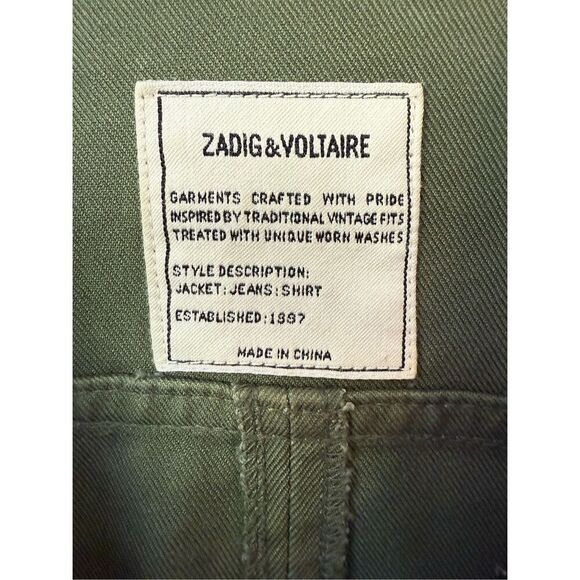 ZADIG&VOLTAIRE
GARMENTS CRAFTED WITH PRIDE
INSPIRED BY TRADITIONAL VINTAGE FITS
TREATED WITH UNIQUE WORN WASHES
STYLE DESCRIPTION:
JACKET:JEANS:SHIRT
ESTABLISHED:1997
MADE IN CHINA